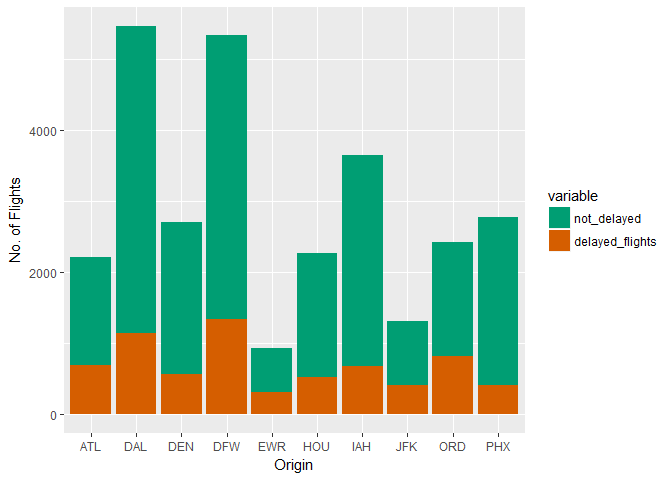 4000
2000
0
No. of Flights
ATL DAL DEN DFW EWR HOU IAH JFK ORD PHX
Origin
variable
not_delayed
delayed_flights